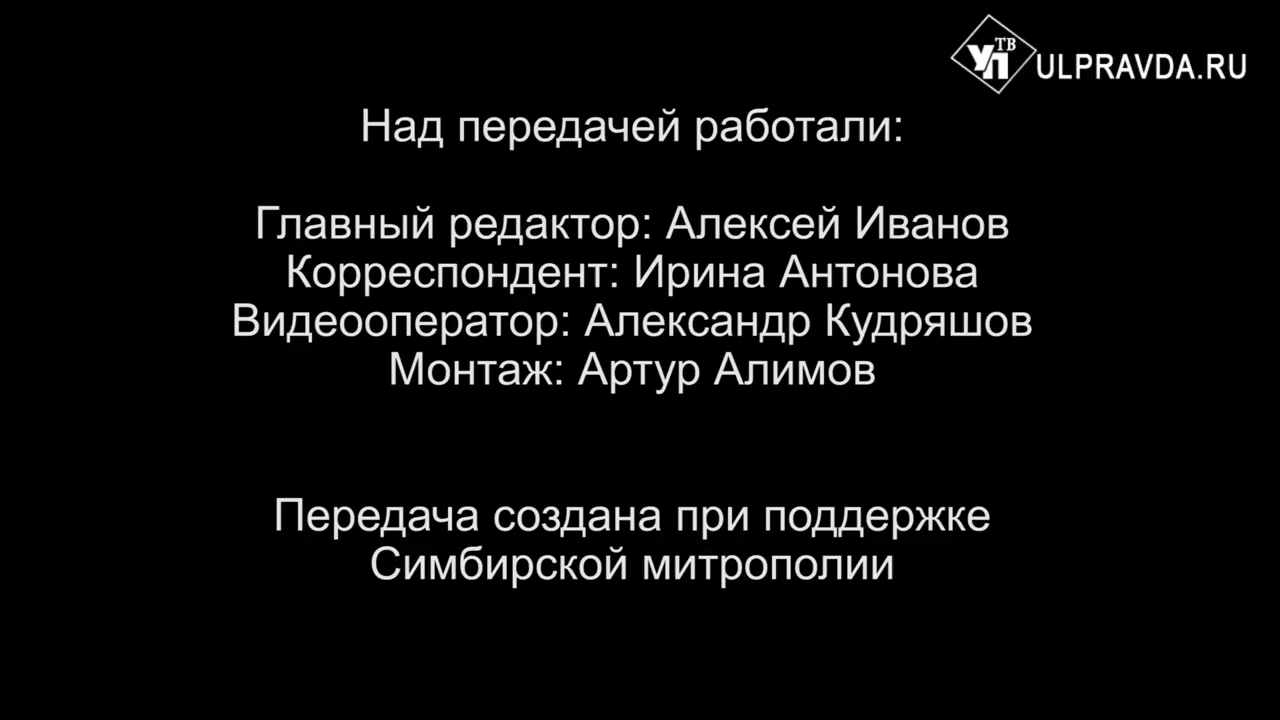 УП ТВ ULPRAVDA.RU
Над передачей работали:
Главный редактор: Алексей Иванов
Корреспондент: Ирина Антонова
Видеооператор: Александр Кудряшов
Монтаж: Артур Алимов
Передача создана при поддержке
Симбирской митрополии